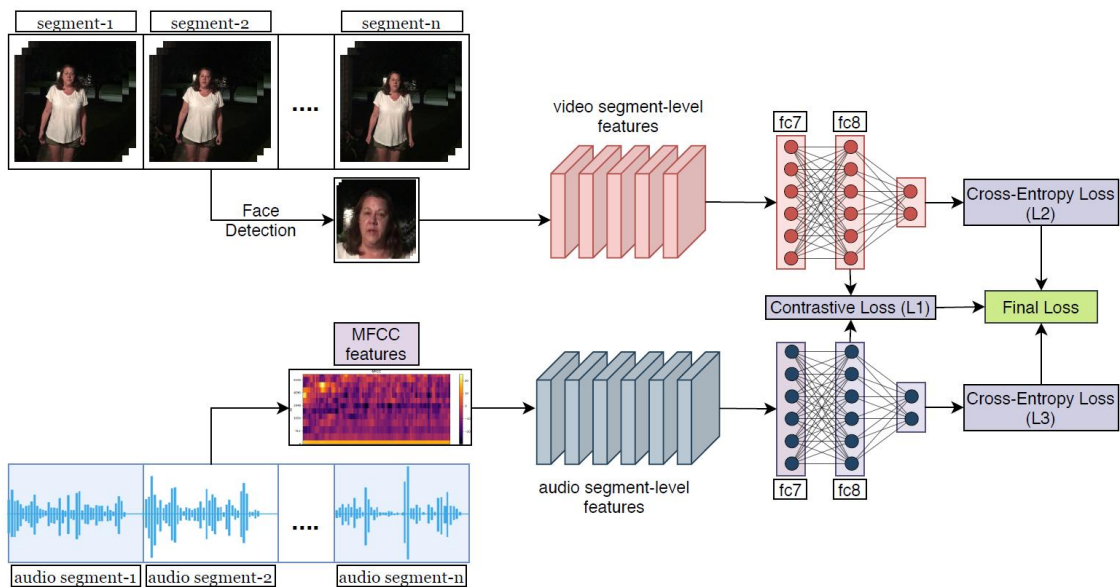 segment-1
segment-2
segment-n
....
video segment-level
features
fc7
fc8
Face
Detection
Cross-Entropy Loss
(L2)
Contrastive Loss (L1)
Final Loss
MFCC
features
Cross-Entropy Loss
(L3)
fc7
fc8
audio segment-level
features
....
audio segment-1
audio segment-2
audio segment-n